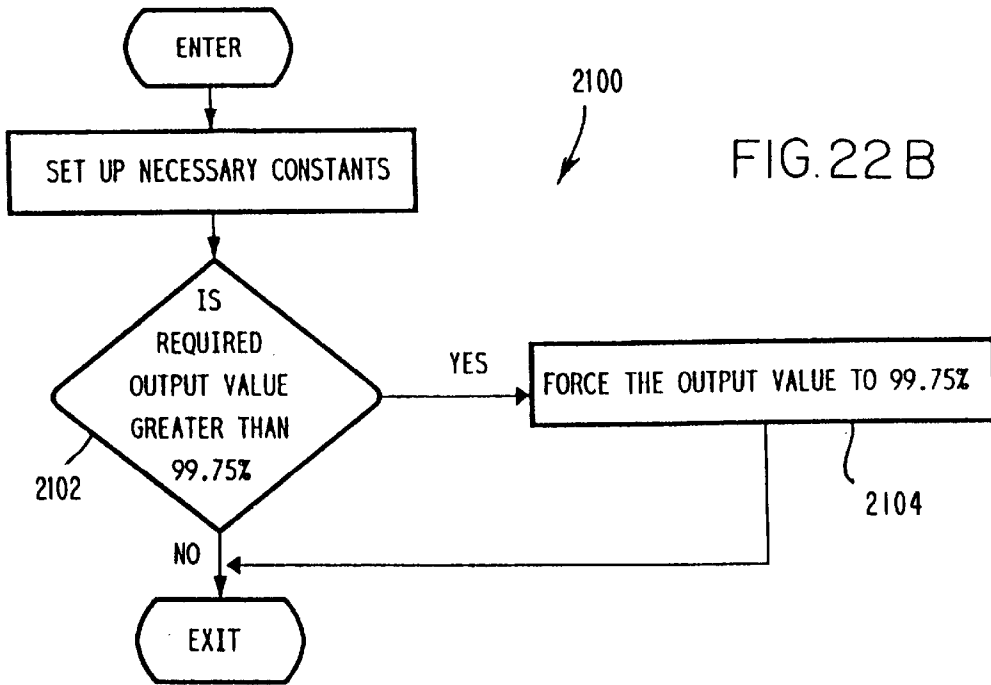 ENTER
2100
FIG.22B
SET UP NECESSARY CONSTANTS
IS
REQUIRED
OUTPUT VALUE
GREATER THAN
99.75%
YES
FORCE THE OUTPUT VALUE TO 99.75%
2102
2104
NO
EXIT